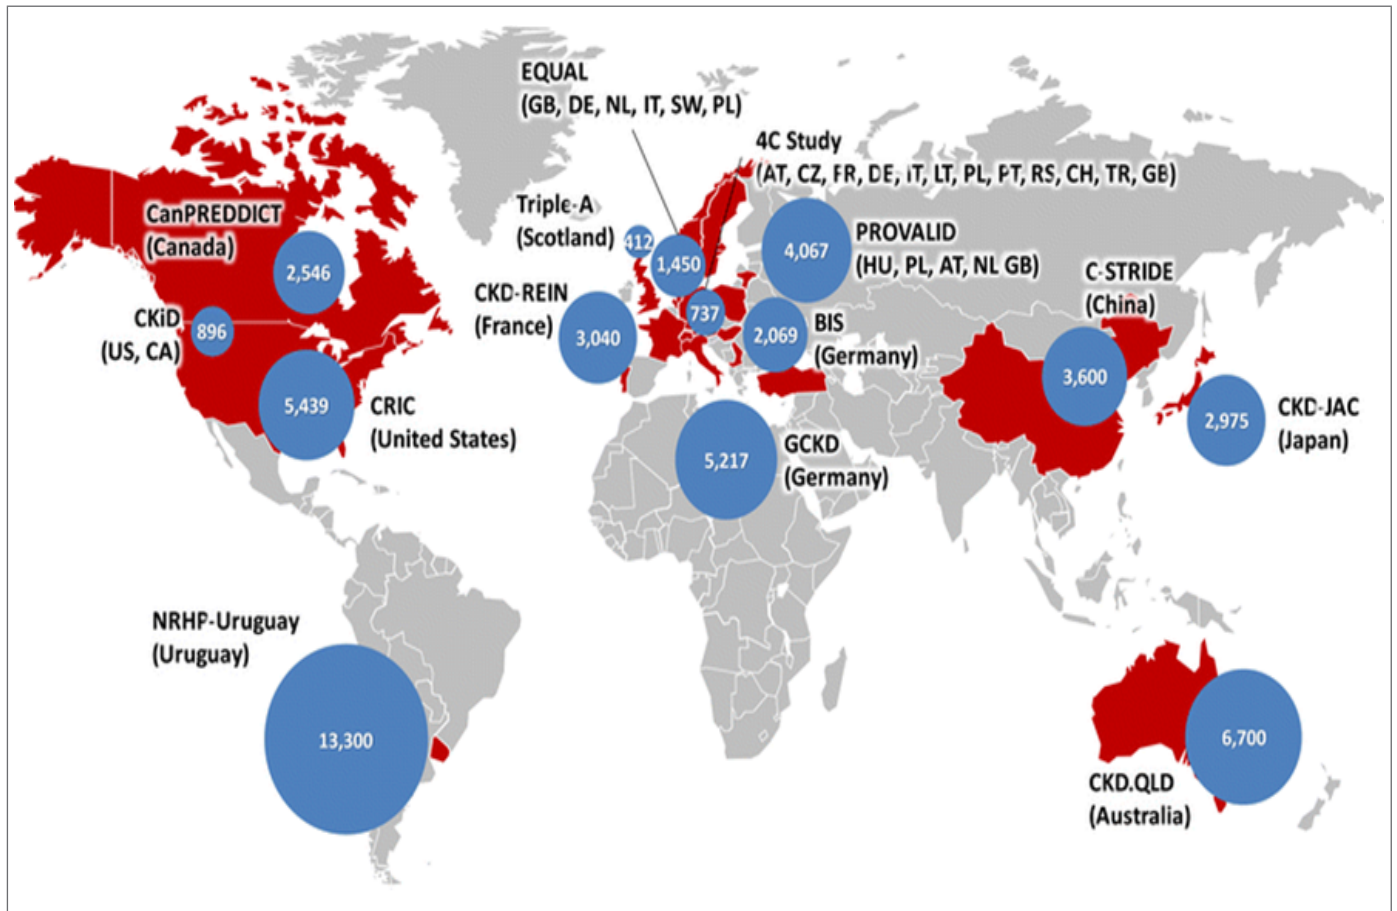 EQUAL
(GB, DE, NL, IT, SW, PL)
4C Study
(AT, CZ, FR, DE, IT, LT, PL, PT, RS, CH, TR, GB)
CanPREDDICT
(Canada)
2,546
Triple-A
(Scotland)
412
1,450
4,067
PROVALID
(HU, PL, AT, NL GB)
C-STRIDE
(China)
3,600
CKD-REIN
(France)
3,040
737
2,069
BIS
(Germany)
CKiD
(US, CA)
896
5,439
CRIC
(United States)
5,217
GCKD
(Germany)
2,975
CKD-JAC
(Japan)
NRHP-Uruguay
(Uruguay)
13,300
6,700
CKD.QLD
(Australia)